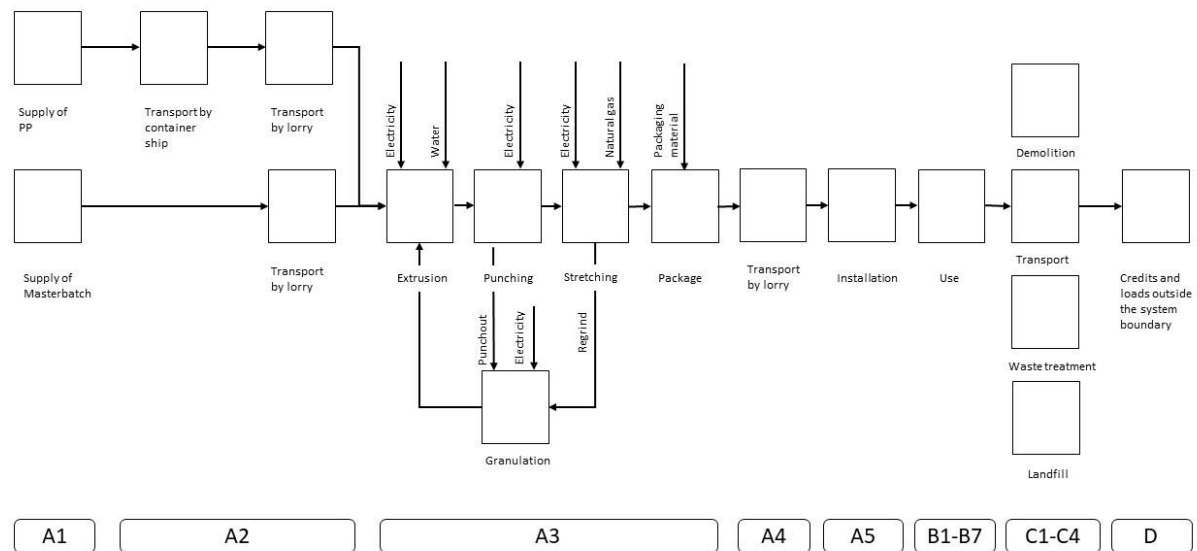 Supply of
PP
Transport by
container
ship
Transport
by lorry
Electricity
Water
Electricity
Electricity
Natural gas
Packaging
material
Demolition
Supply of
Masterbatch
Transport
by lorry
Extrusion
Punching
Stretching
Package
Transport
by lorry
Installation
Use
Transport
Credits and
loads outside
the system
boundary
Punchout
Electricity
Regrind
Waste treatment
Granulation
Landfill
A1
A2
A3
A4
A5
B1-B7
C1-C4
D